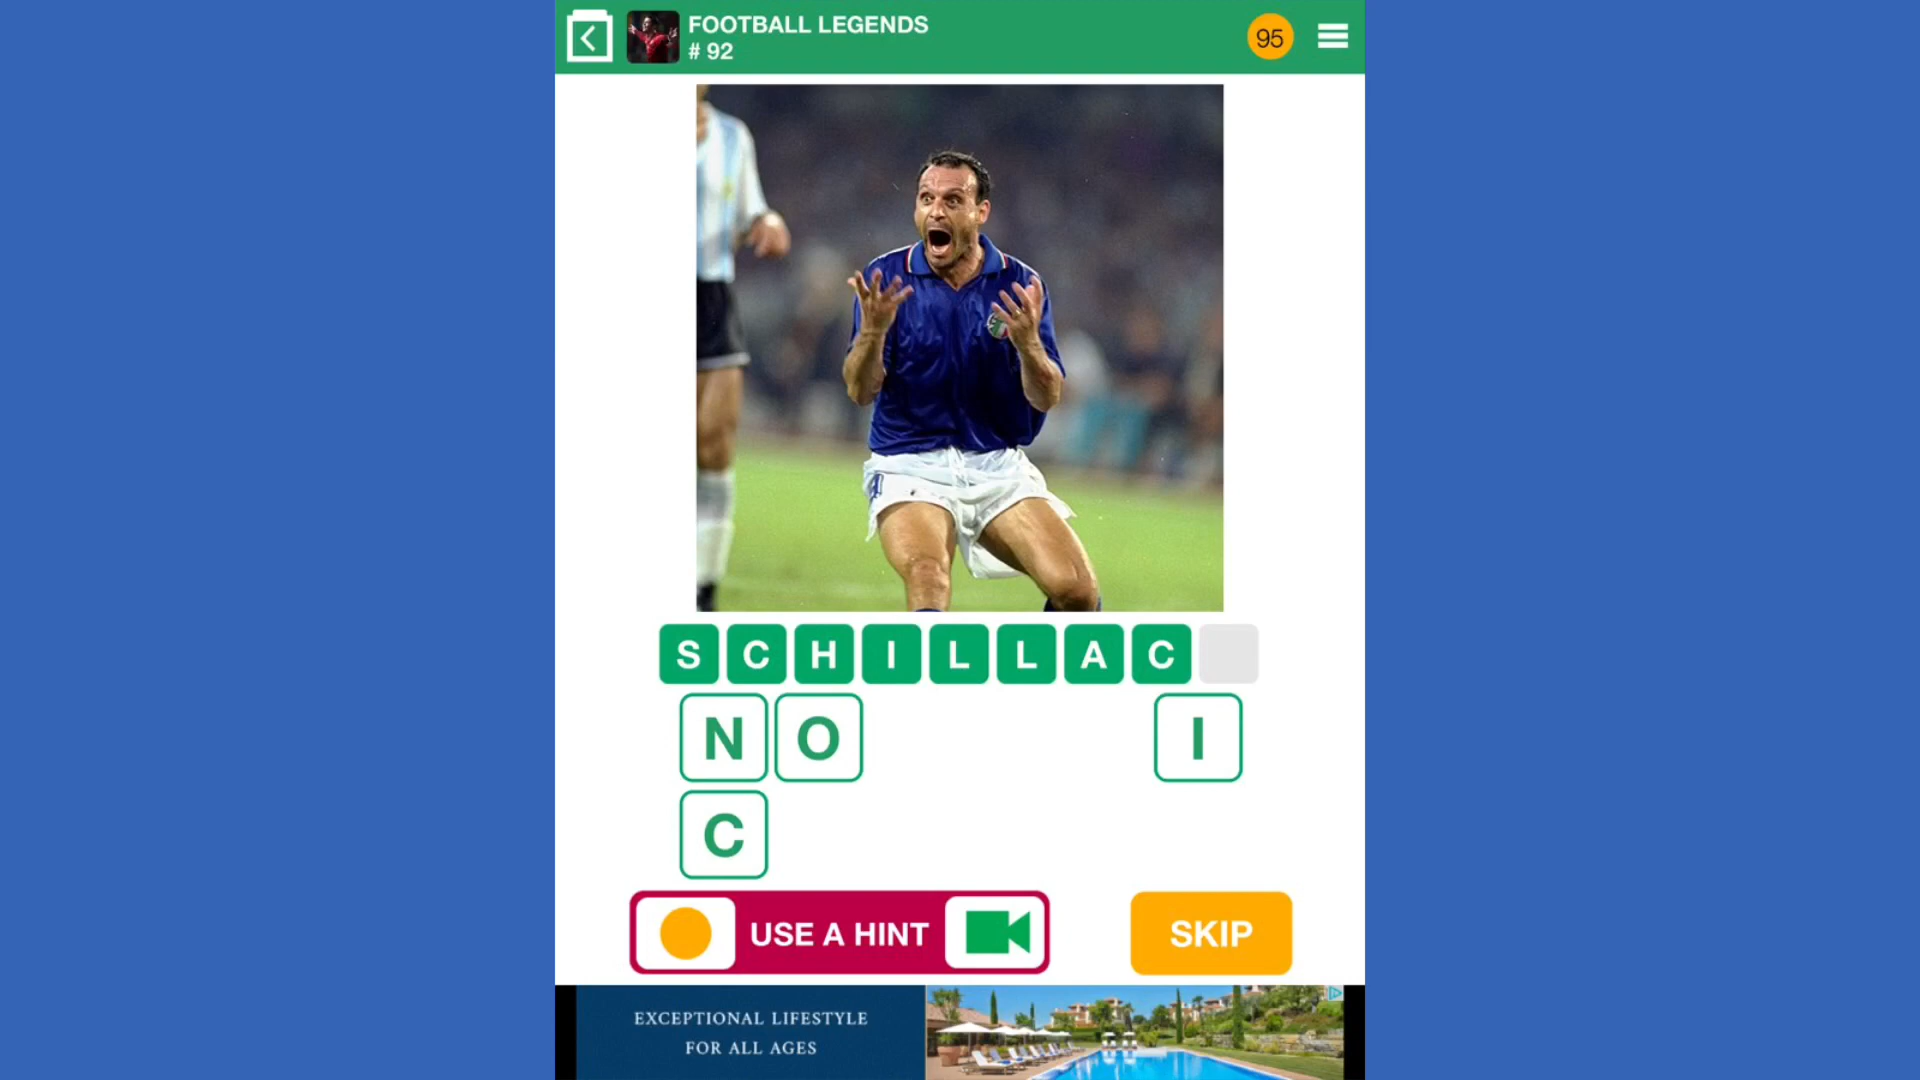 FOOTBALL LEGENDS
# 92
95
S C H I L L A C
N O I
C
USE A HINT
SKIP
EXCEPTIONAL LIFESTYLE
FOR ALL AGES